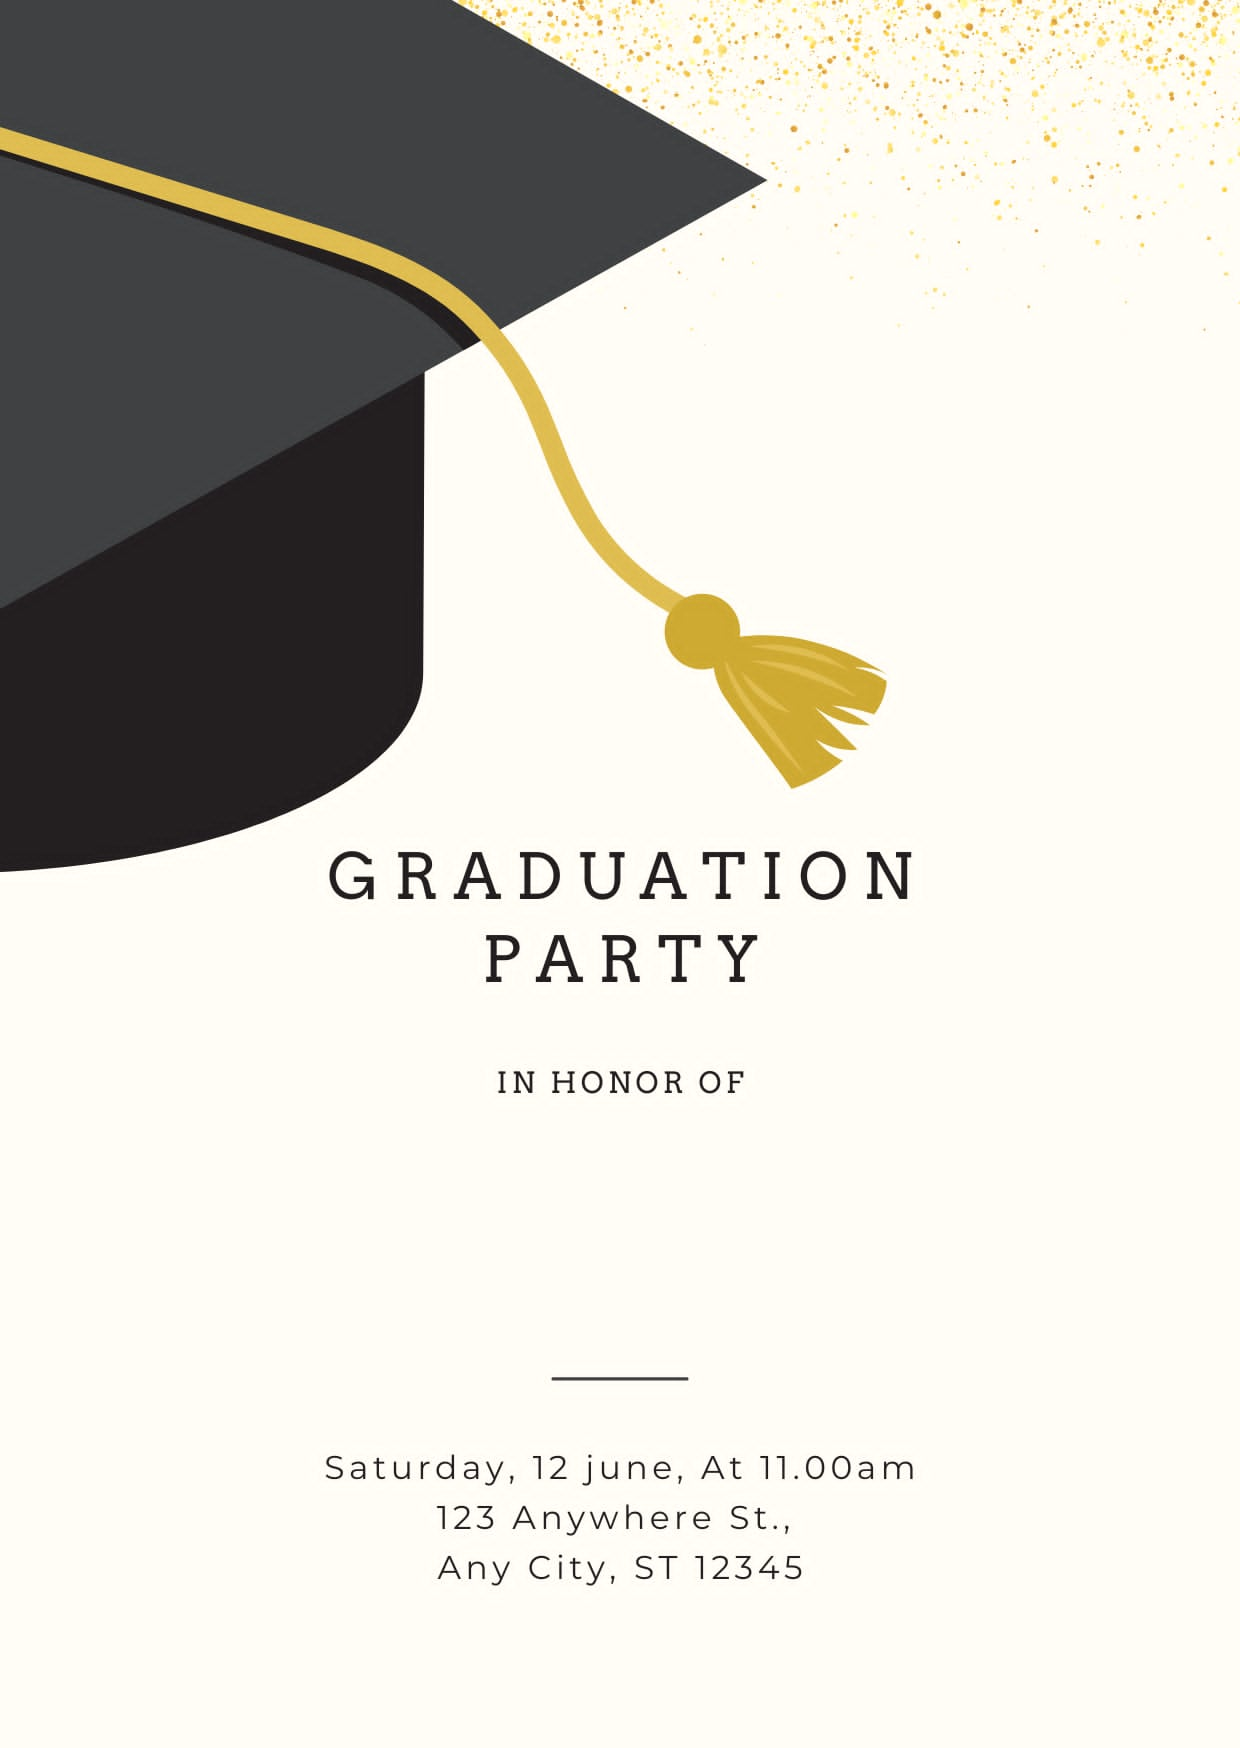 GRADUATION
PARTY
IN HONOR OF
Saturday, 12 june, At 11.00am
123 Anywhere St.,
Any City, ST 12345